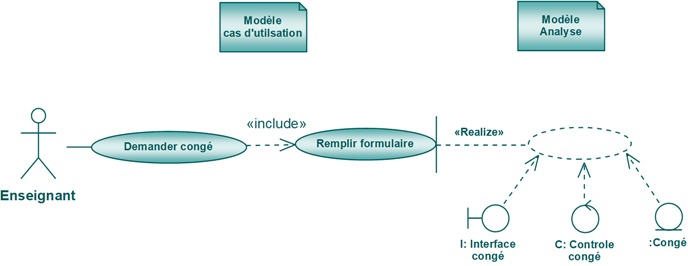 Modèle
cas d'utilsation
Modèle
Analyse
«include»
Demander congé
Remplir formulaire
«Realize»
Enseignant
I: Interface
congé
C: Controle
congé
:Congé